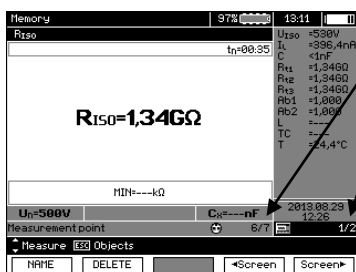 Memory 97% 13:11
RISO
tn=00:35
RISO=1,34GΩ
MIN=---kΩ
Un=500V Cx=---nF
UISO =530V
IL =396,4nA
C <1nF
Rt1 =1,34GΩ
Rt2 =1,34GΩ
Rt3 =1,34GΩ
Ab1 =1,000
Ab2 =1,000
L =---
TC =---
T =24,4°C
2013.08.29
12:26
Measurement point 6/7 1/2
Measure ESC Objects
NAME DELETE ◄Screen Screen►